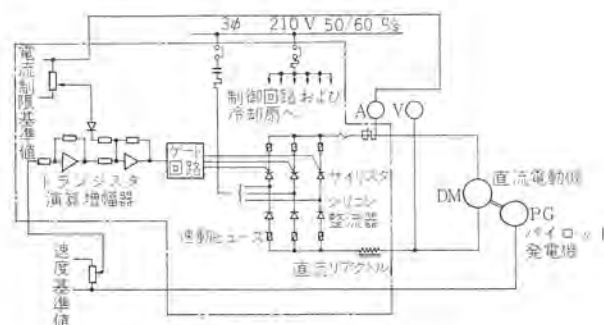 3φ 210 V 50/60 c/s
電流制限基準値
制御回路および
冷却扇へ
A
V
ゲート
回路
トランジスタ
演算増幅器
サイリスタ
シリコン
整流器
速動ヒューズ
直流リアクトル
直流電動機
DM
PG
パイロット
発電機
速度基準値